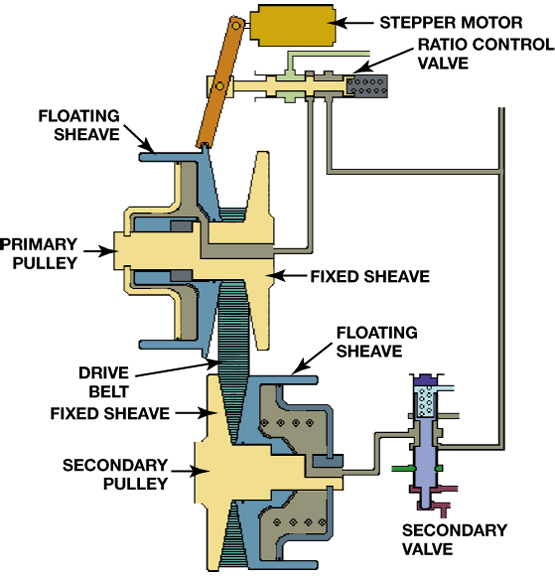 STEPPER MOTOR
RATIO CONTROL
VALVE
FLOATING
SHEAVE
PRIMARY
PULLEY
FIXED SHEAVE
FLOATING
SHEAVE
DRIVE
BELT
FIXED SHEAVE
SECONDARY
PULLEY
SECONDARY
VALVE